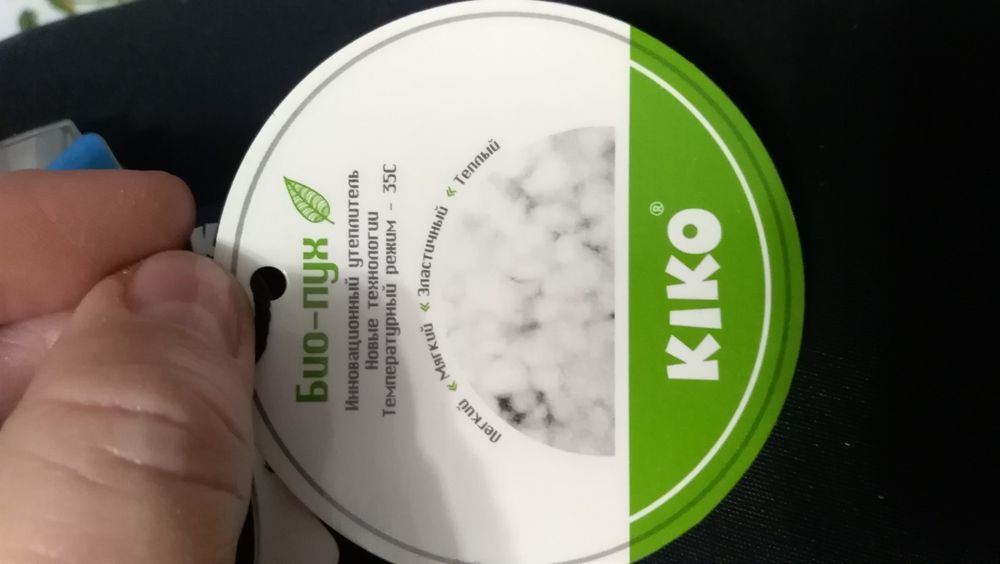 Био-пух
Инновационный утеплитель
Новые технологии
Температурный режим - 35С
Легкий « Мягкий « Эластичный « Теплый
KIKO®